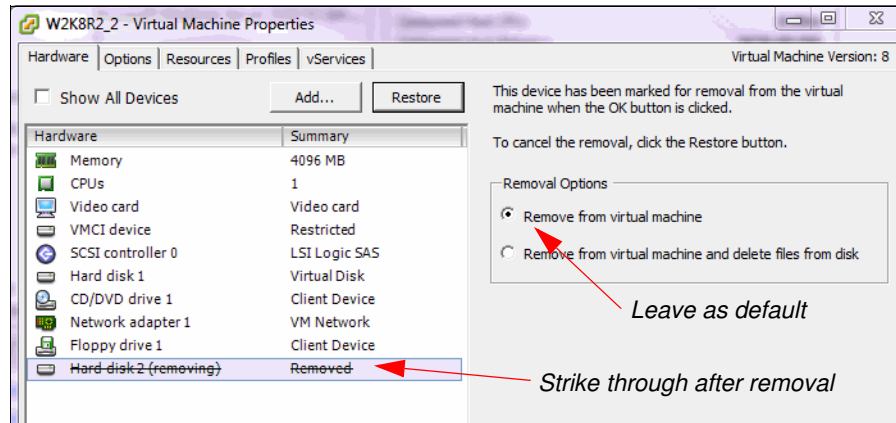 W2K8R2_2 - Virtual Machine Properties
Hardware Options Resources Profiles vServices
Virtual Machine Version: 8
Show All Devices
Add...
Restore
Hardware Summary
Memory 4096 MB
CPUs 1
Video card Video card
VMCI device Restricted
SCSI controller 0 LSI Logic SAS
Hard disk 1 Virtual Disk
CD/DVD drive 1 Client Device
Network adapter 1 VM Network
Floppy drive 1 Client Device
Hard disk 2 (removing) Removed
This device has been marked for removal from the virtual
machine when the OK button is clicked.
To cancel the removal, click the Restore button.
Removal Options
Remove from virtual machine
Remove from virtual machine and delete files from disk
Leave as default
Strike through after removal